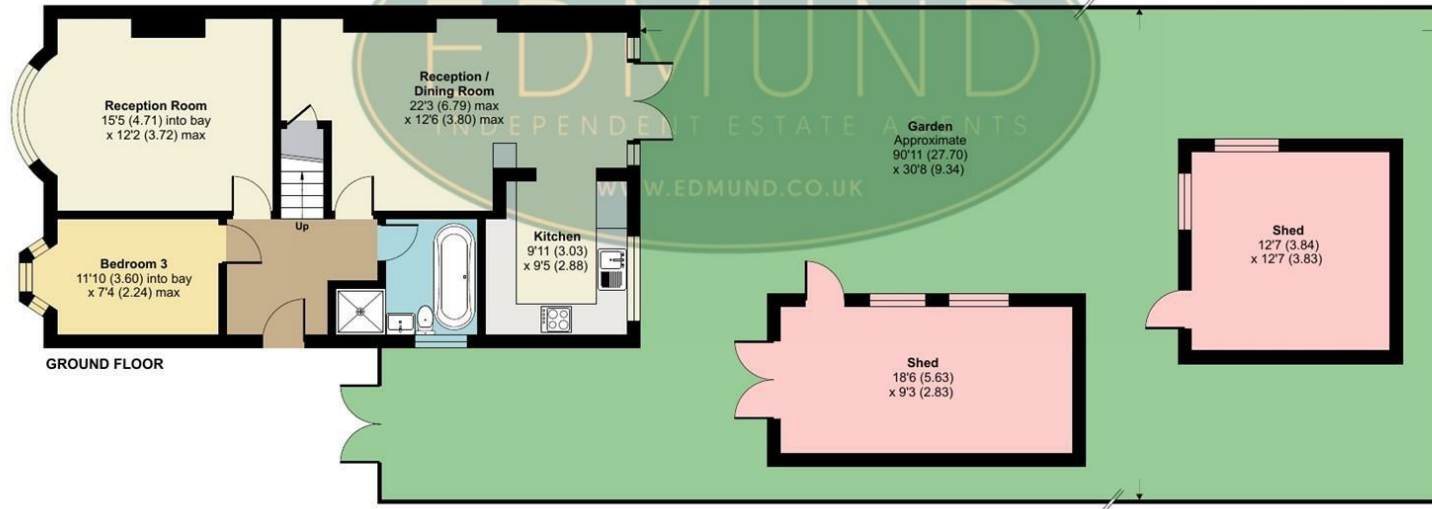 EDMUND
INDEPENDENT ESTATE AGENTS
WWW.EDMUND.CO.UK
Reception Room
15'5 (4.71) into bay
x 12'2 (3.72) max
Reception /
Dining Room
22'3 (6.79) max
x 12'6 (3.80) max
Garden
Approximate
90'11 (27.70)
x 30'8 (9.34)
Shed
12'7 (3.84)
x 12'7 (3.83)
Up
Kitchen
9'11 (3.03)
x 9'5 (2.88)
Bedroom 3
11'10 (3.60) into bay
x 7'4 (2.24) max
GROUND FLOOR
Shed
18'6 (5.63)
x 9'3 (2.83)